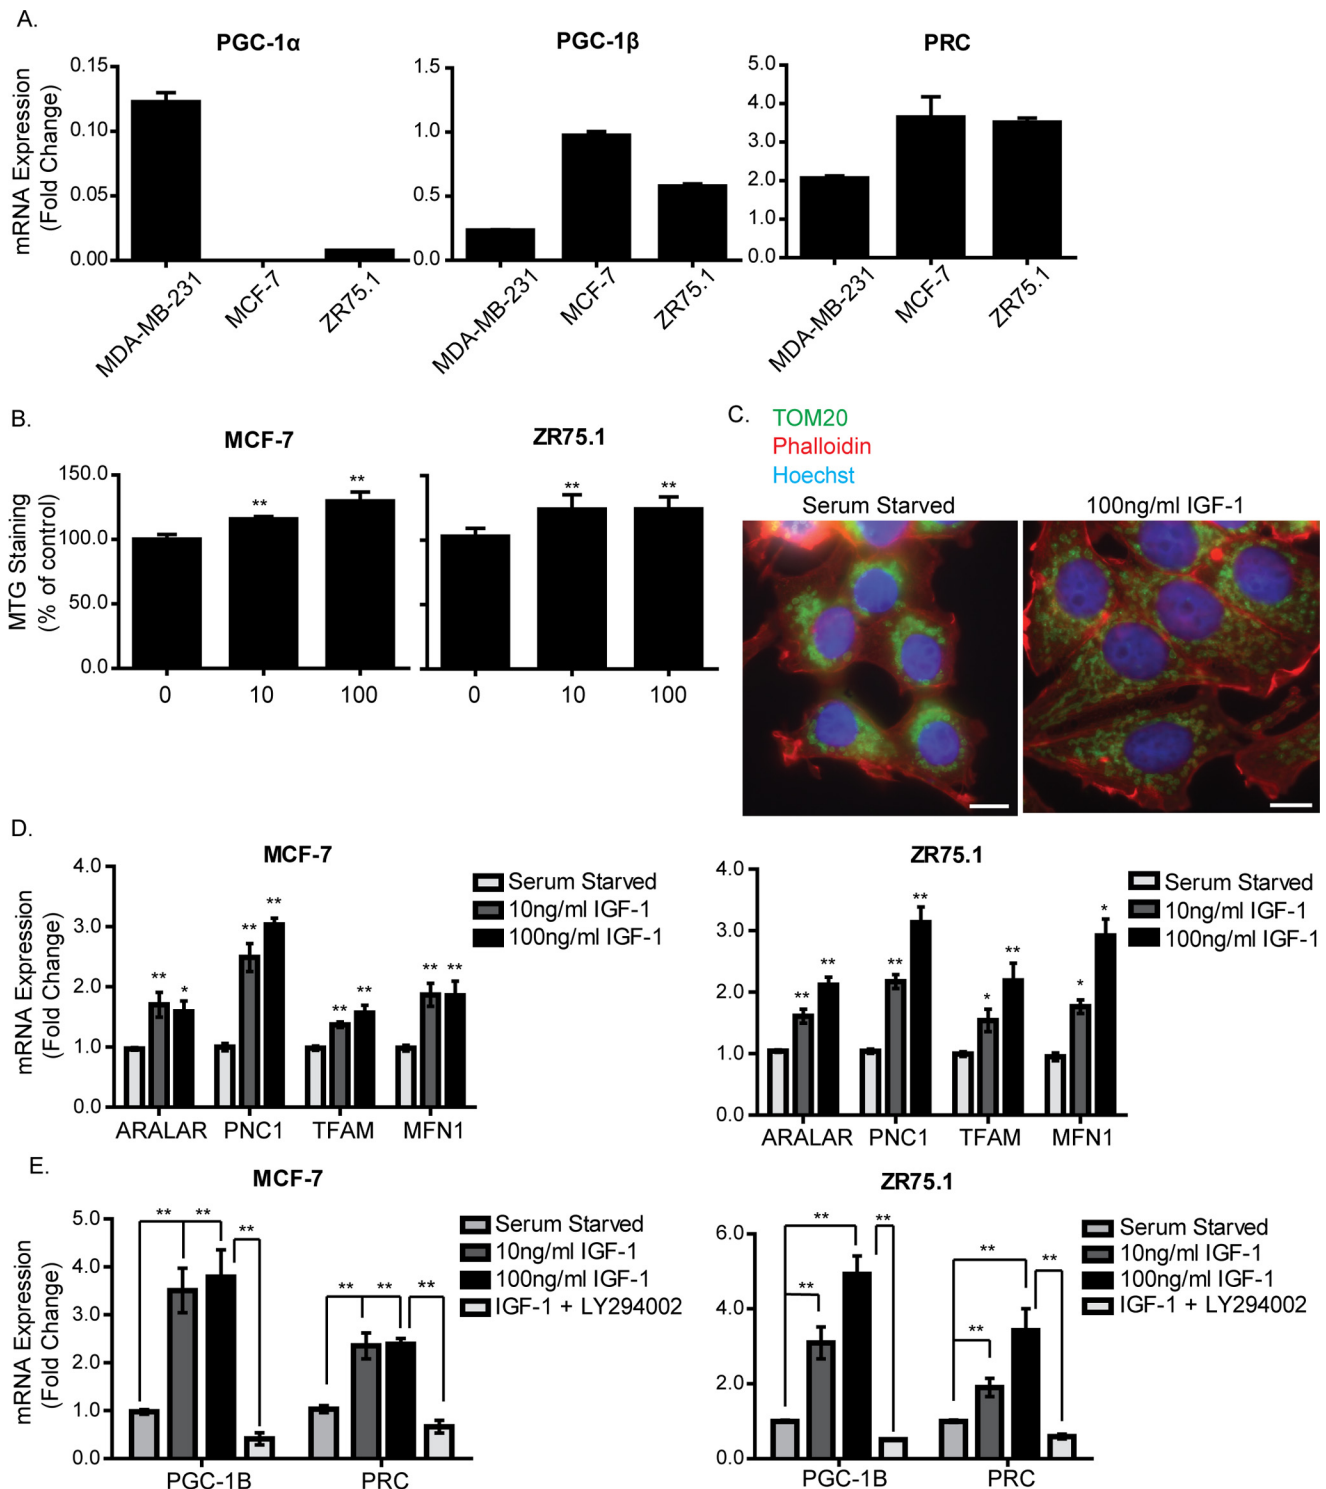 A.
PGC-1α
PGC-1β
PRC
mRNA Expression
(Fold Change)
0.15
0.10
0.05
0.00
MDA-MB-231
MCF-7
ZR75.1
1.5
1.0
0.5
0.0
MDA-MB-231
MCF-7
ZR75.1
5.0
4.0
3.0
2.0
1.0
0.0
MDA-MB-231
MCF-7
ZR75.1
B.
MCF-7
ZR75.1
MTG Staining
(% of control)
150.0
100.0
50.0
0.0
** **
0 10 100
** **
0 10 100
C.
TOM20
Phalloidin
Hoechst
Serum Starved
100ng/ml IGF-1
D.
MCF-7
mRNA Expression
(Fold Change)
4.0
3.0
2.0
1.0
0.0
** * ** ** ** ** ** **
ARALAR PNC1 TFAM MFN1
Serum Starved
10ng/ml IGF-1
100ng/ml IGF-1
ZR75.1
4.0
3.0
2.0
1.0
0.0
** ** ** ** * ** * *
ARALAR PNC1 TFAM MFN1
Serum Starved
10ng/ml IGF-1
100ng/ml IGF-1
E.
MCF-7
mRNA Expression
(Fold Change)
5.0
4.0
3.0
2.0
1.0
0.0
** ** ** ** ** **
PGC-1B PRC
Serum Starved
10ng/ml IGF-1
100ng/ml IGF-1
IGF-1 + LY294002
ZR75.1
6.0
4.0
2.0
0.0
** ** ** ** ** **
PGC-1B PRC
Serum Starved
10ng/ml IGF-1
100ng/ml IGF-1
IGF-1 + LY294002